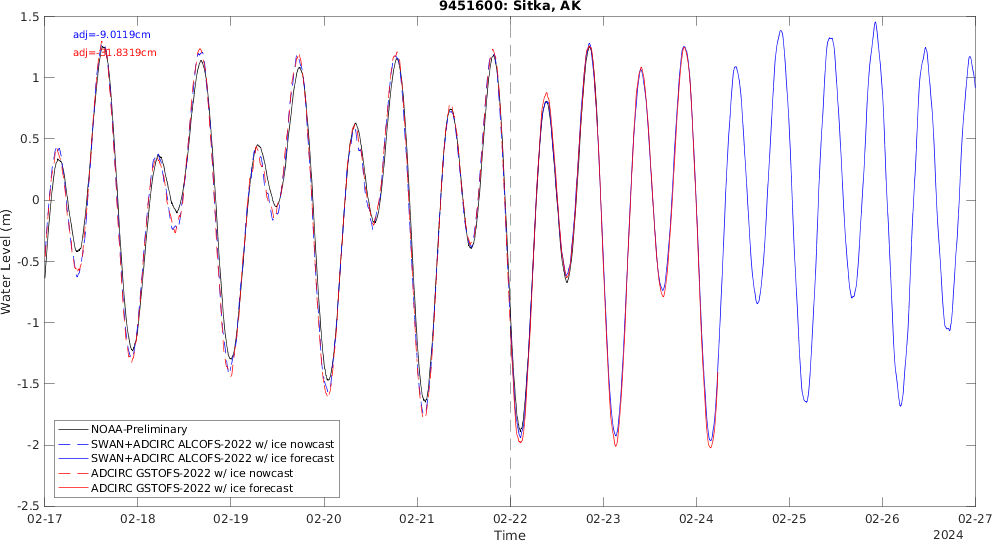 9451600: Sitka, AK
adj=-9.0119cm
adj=-31.8319cm
Water Level (m)
1.5
1
0.5
0
-0.5
-1
-1.5
-2
-2.5
NOAA-Preliminary
SWAN+ADCIRC ALCOFS-2022 w/ ice nowcast
SWAN+ADCIRC ALCOFS-2022 w/ ice forecast
ADCIRC GSTOFS-2022 w/ ice nowcast
ADCIRC GSTOFS-2022 w/ ice forecast
02-17 02-18 02-19 02-20 02-21 02-22 02-23 02-24 02-25 02-26 02-27
Time
2024